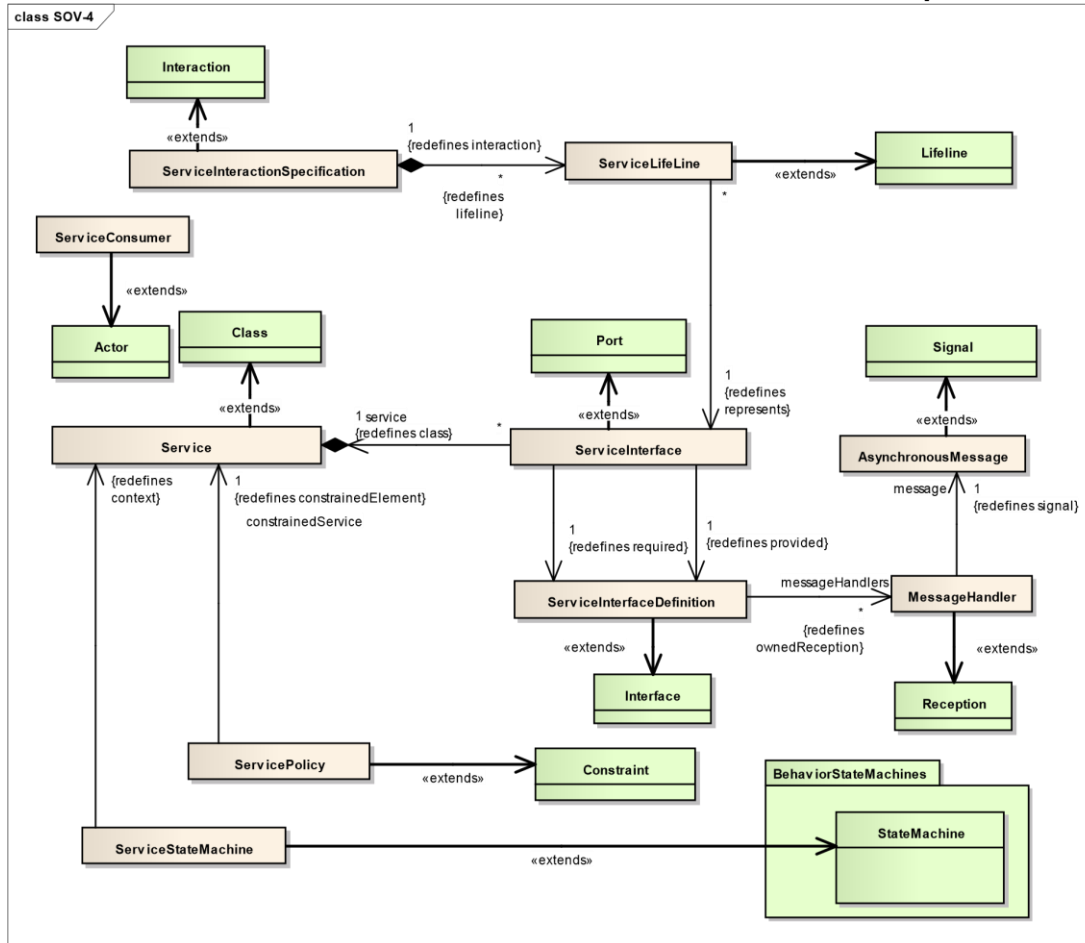 class SOV-4
Interaction
«extends»
1
{redefines interaction}
ServiceInteractionSpecification
*
{redefines
lifeline}
ServiceLifeLine
*
«extends»
Lifeline
ServiceConsumer
«extends»
Actor
Class
«extends»
Port
«extends»
1
{redefines
represents}
Signal
«extends»
Service
1 service
{redefines class}
*
ServiceInterface
AsynchronousMessage
message
1
{redefines signal}
{redefines
context}
1
{redefines constrainedElement}
constrainedService
1
{redefines required}
1
{redefines provided}
ServiceInterfaceDefinition
messageHandlers
*
{redefines
ownedReception}
MessageHandler
«extends»
«extends»
Interface
Reception
ServicePolicy
«extends»
Constraint
BehaviorStateMachines
StateMachine
ServiceStateMachine
«extends»